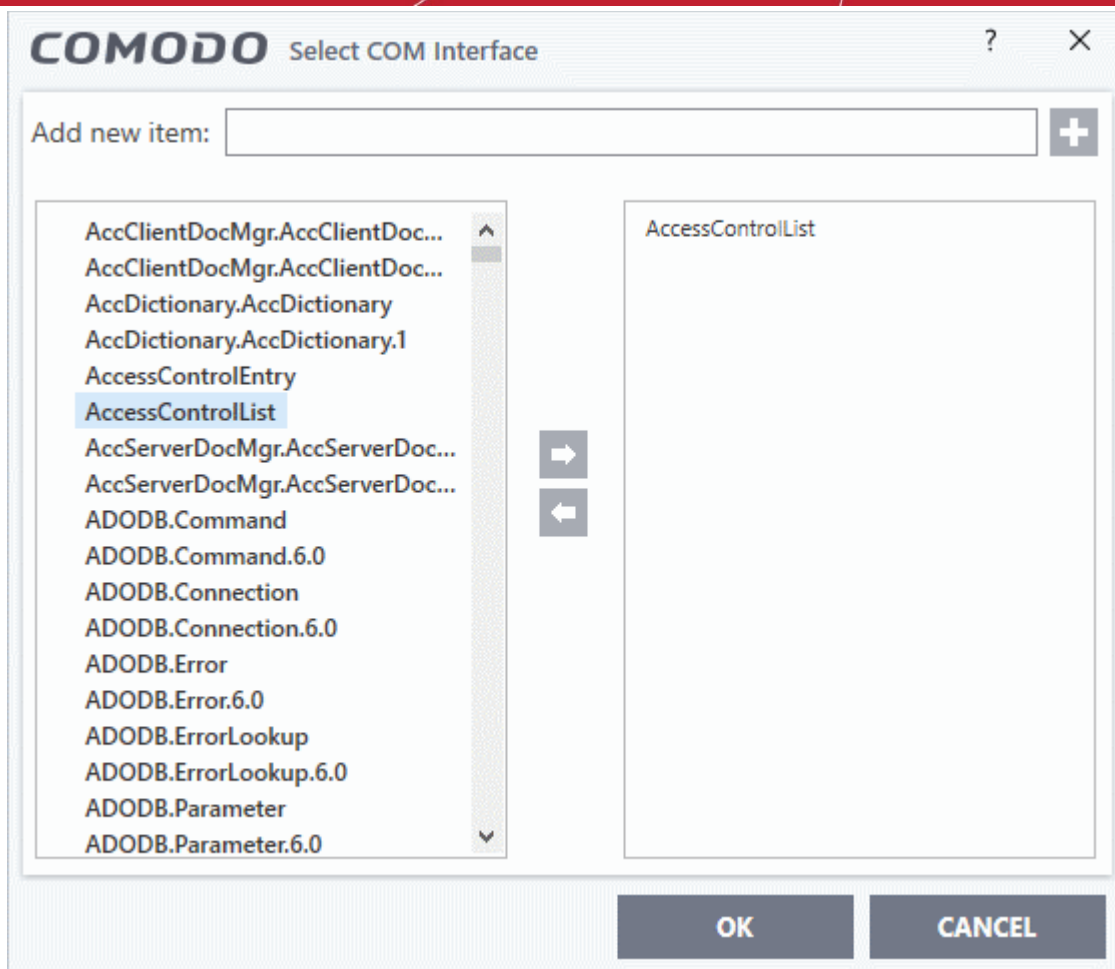 COMODO Select COM Interface ?
Add new item:
AccClientDocMgr.AccClientDoc...
AccClientDocMgr.AccClientDoc...
AccDictionary.AccDictionary
AccDictionary.AccDictionary.1
AccessControlEntry
AccessControlList
AccServerDocMgr.AccServerDoc...
AccServerDocMgr.AccServerDoc...
ADODB.Command
ADODB.Command.6.0
ADODB.Connection
ADODB.Connection.6.0
ADODB.Error
ADODB.Error.6.0
ADODB.ErrorLookup
ADODB.ErrorLookup.6.0
ADODB.Parameter
ADODB.Parameter.6.0
AccessControlList
OK CANCEL